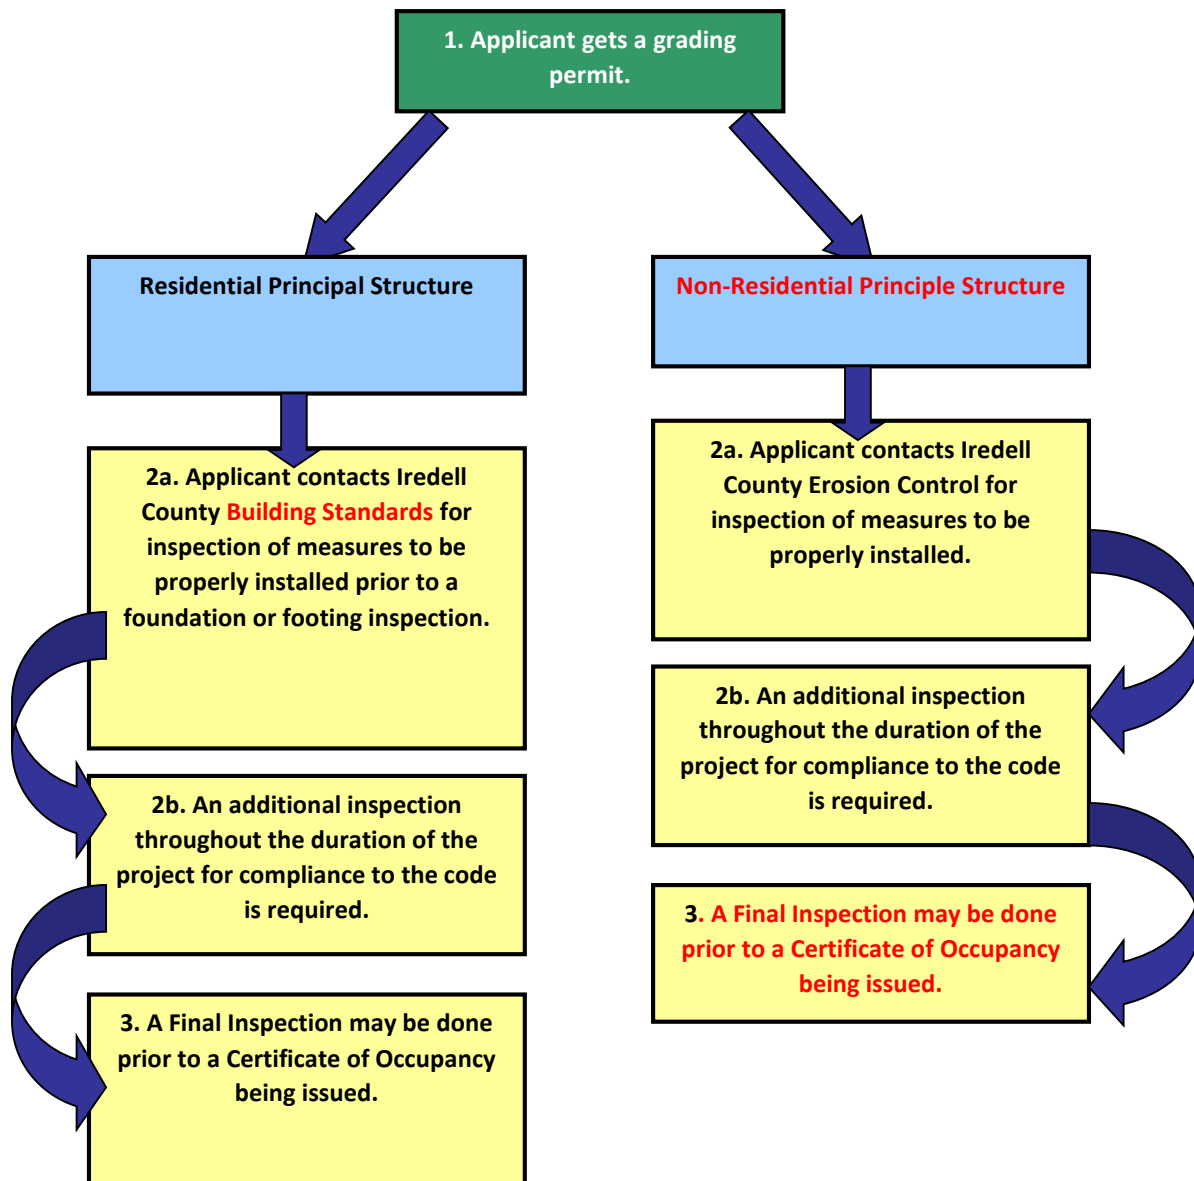 1. Applicant gets a grading
permit.
Residential Principal Structure
2a. Applicant contacts Iredell
County Building Standards for
inspection of measures to be
properly installed prior to a
foundation or footing inspection.
2b. An additional inspection
throughout the duration of the
project for compliance to the code
is required.
3. A Final Inspection may be done
prior to a Certificate of Occupancy
being issued.
Non-Residential Principle Structure
2a. Applicant contacts Iredell
County Erosion Control for
inspection of measures to be
properly installed.
2b. An additional inspection
throughout the duration of the
project for compliance to the code
is required.
3. A Final Inspection may be done
prior to a Certificate of Occupancy
being issued.